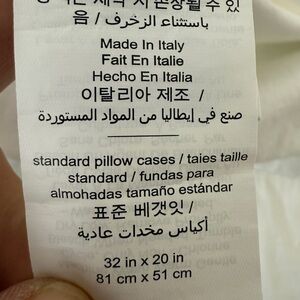 음 /
باستثناء الزخرف /
Made In Italy
Fait En Italie
Hecho En Italia
이탈리아 제조 /
صنع في إيطاليا من المواد المستوردة
standard pillow cases / taies taille
standard / fundas para
almohadas tamaño estándar
표준 베갯잇 /
أكياس مخدات عادية /
32 in x 20 in
81 cm x 51 cm